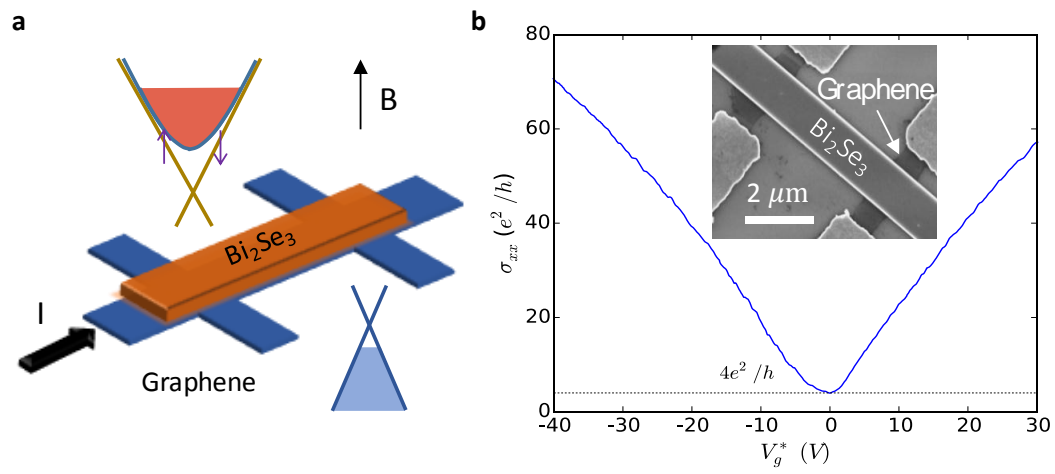 a
B
Bi₂Se₃
I
Graphene
b
80
60
40
20
0
σxx (e² /h)
Graphene
Bi₂Se₃
2 μm
4e² /h
-40
-30
-20
-10
0
10
20
30
V*g (V)